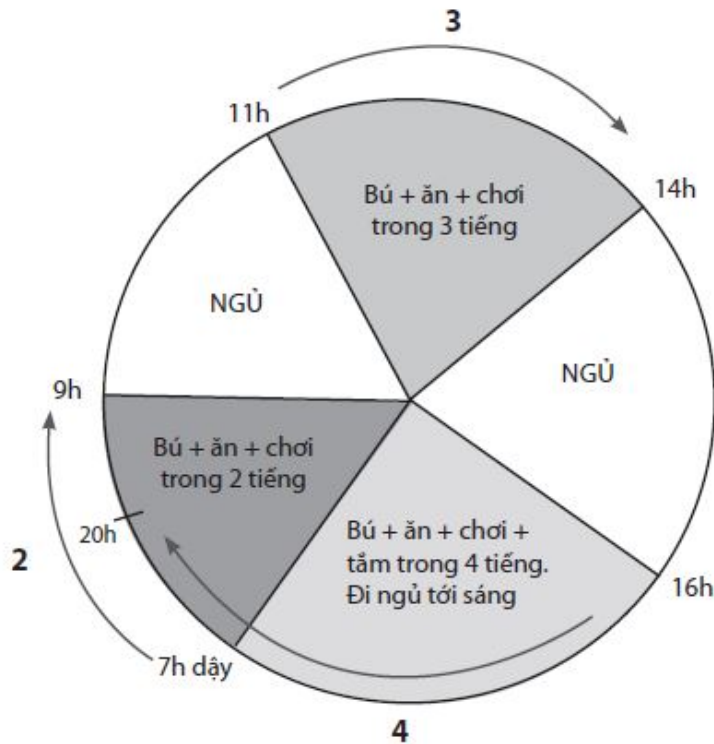 3
11h
14h
Bú + ăn + chơi
trong 3 tiếng
NGỦ
NGỦ
9h
Bú + ăn + chơi
trong 2 tiếng
20h
2
Bú + ăn + chơi +
tắm trong 4 tiếng.
Đi ngủ tới sáng
16h
7h dậy
4